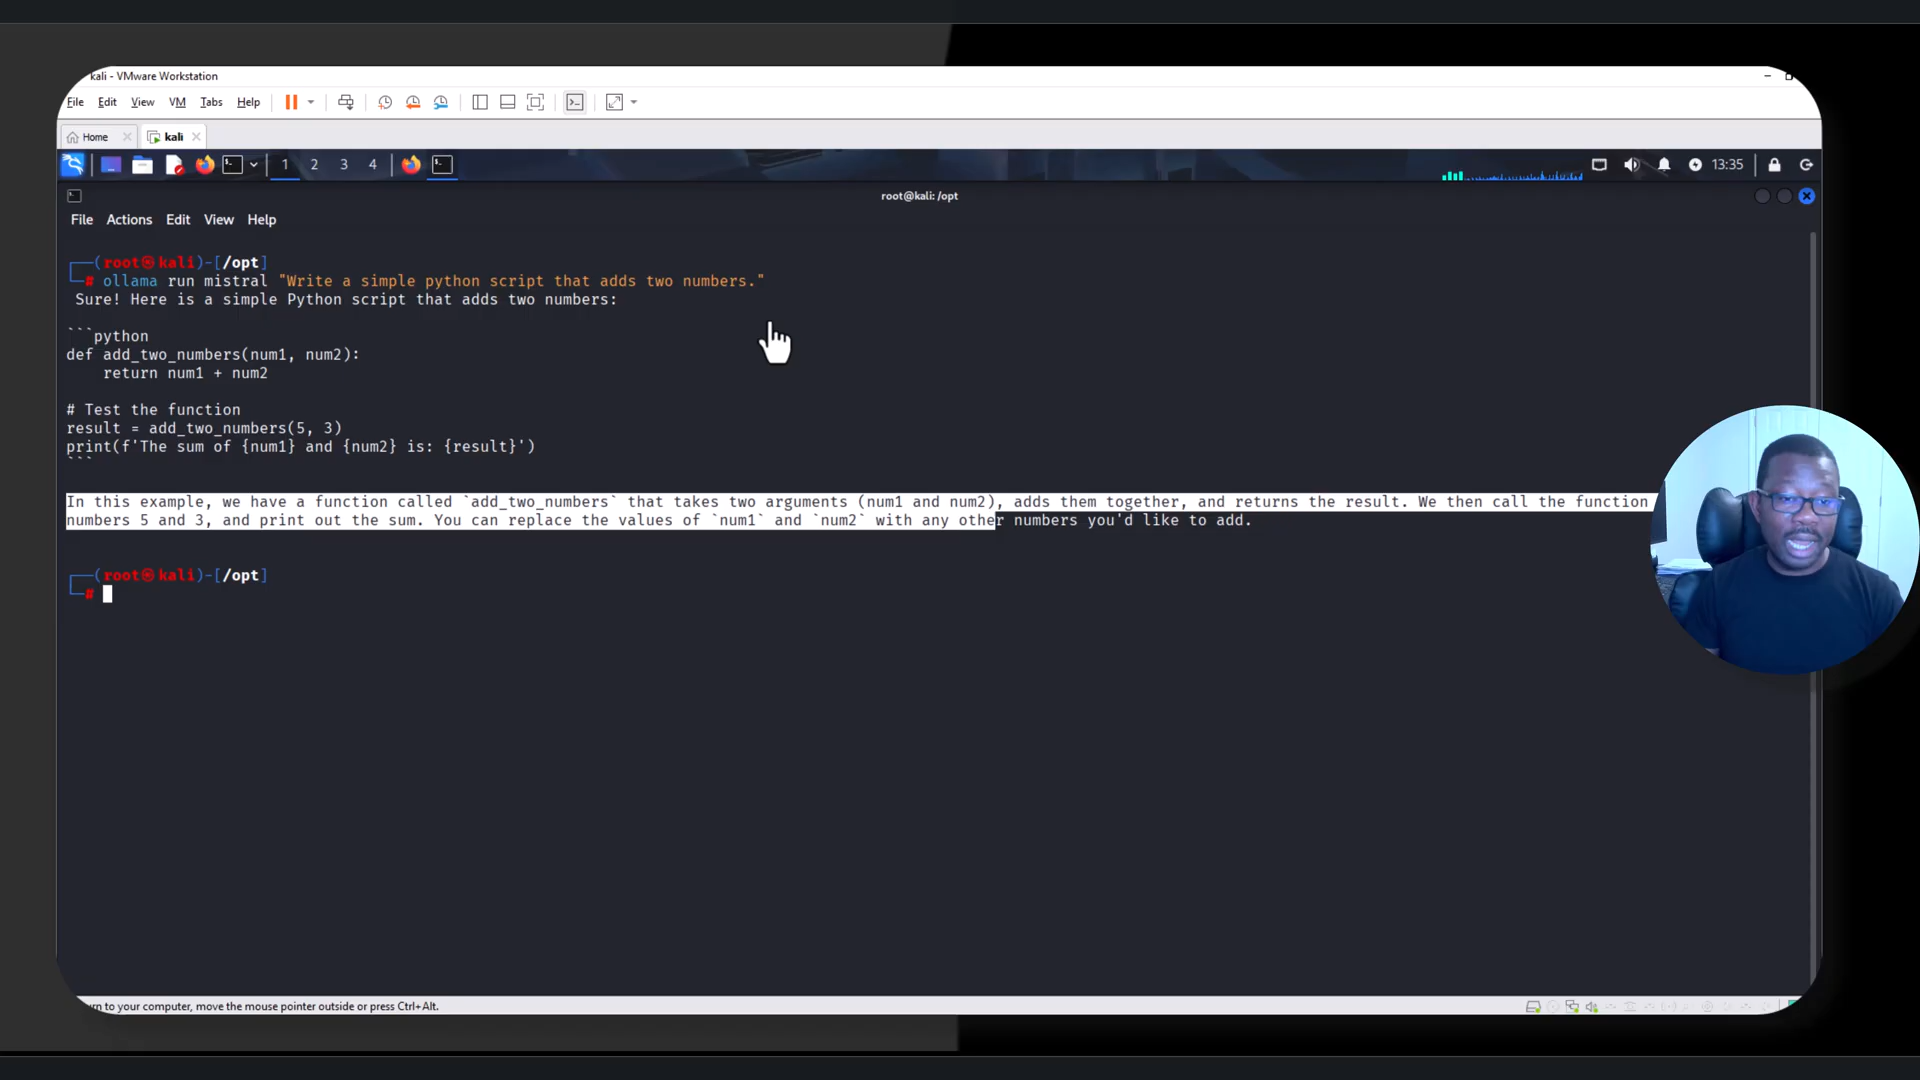 kali - VMware Workstation
File Edit View VM Tabs Help
Home kali
1 2 3 4 13:35
root@kali: /opt
File Actions Edit View Help
(root㉿kali)-[/opt]
# ollama run mistral "Write a simple python script that adds two numbers."
Sure! Here is a simple Python script that adds two numbers:
```python
def add_two_numbers(num1, num2):
return num1 + num2
# Test the function
result = add_two_numbers(5, 3)
print(f'The sum of {num1} and {num2} is: {result}')
```
In this example, we have a function called `add_two_numbers` that takes two arguments (num1 and num2), adds them together, and returns the result. We then call the function
numbers 5 and 3, and print out the sum. You can replace the values of `num1` and `num2` with any other numbers you'd like to add.
(root㉿kali)-[/opt]
#
to your computer, move the mouse pointer outside or press Ctrl+Alt.